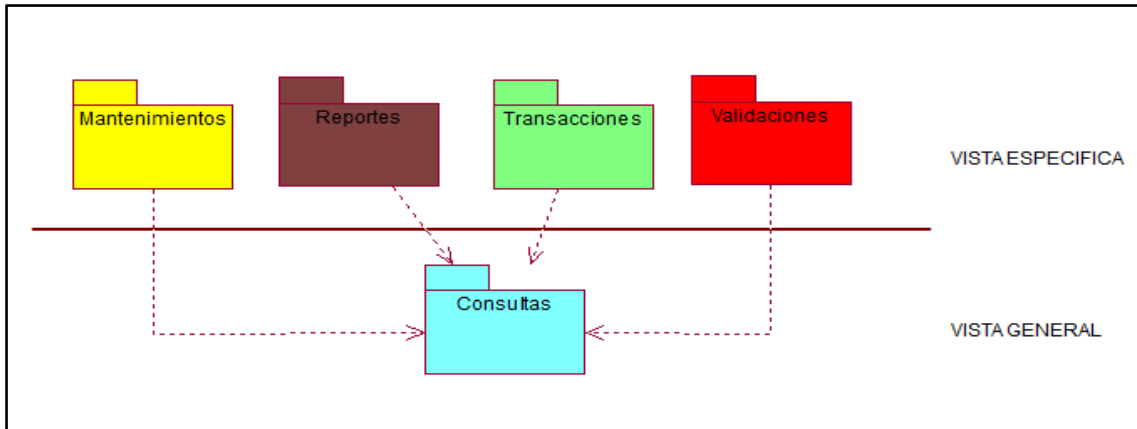 Mantenimientos
Reportes
Transacciones
Validaciones
VISTA ESPECIFICA
Consultas
VISTA GENERAL